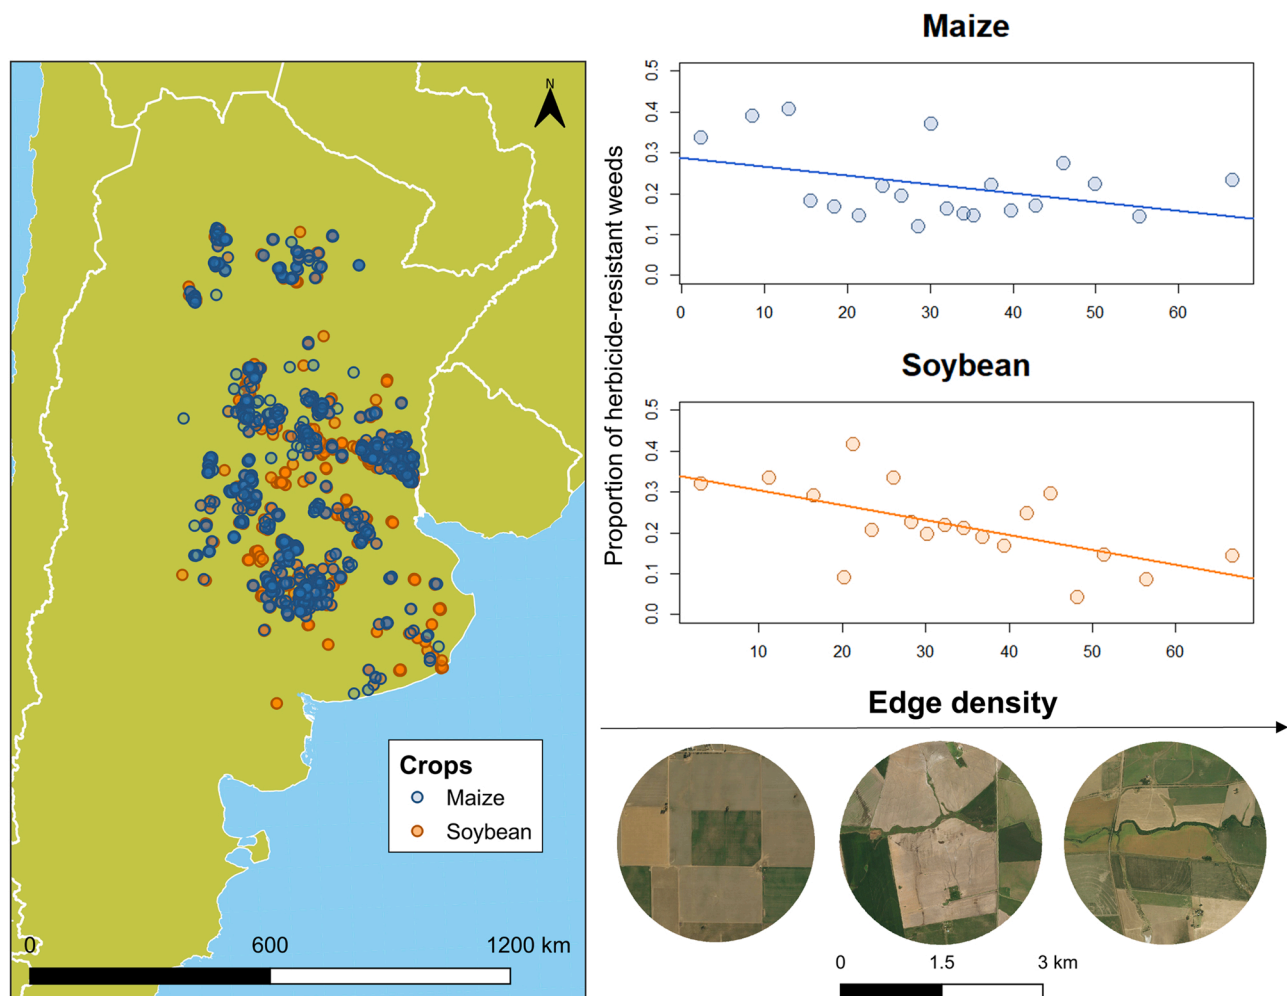 N
Crops
Maize
Soybean
0 600 1200 km
Proportion of herbicide-resistant weeds
Maize
0.5
0.4
0.3
0.2
0.1
0.0
0 10 20 30 40 50 60
Soybean
0.5
0.4
0.3
0.2
0.1
0.0
10 20 30 40 50 60
Edge density
0 1.5 3 km